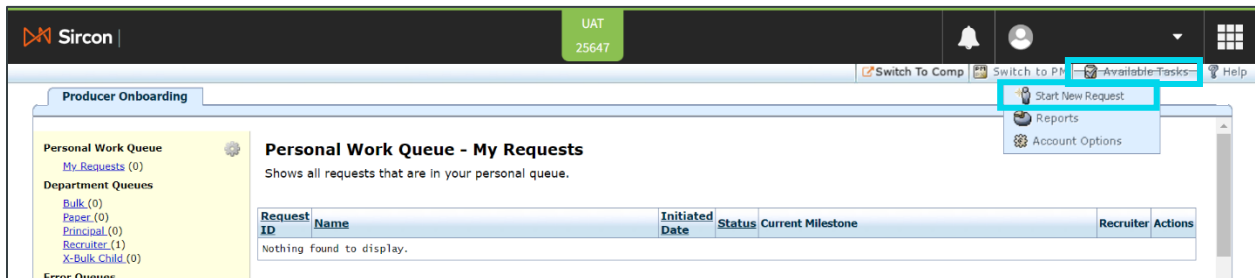 Sircon
UAT
25647
Switch To Comp Switch to PM Available Tasks Help
Producer Onboarding
Start New Request
Reports
Account Options
Personal Work Queue
My Requests (0)
Department Queues
Bulk (0)
Paper (0)
Principal (0)
Recruiter (1)
X-Bulk Child (0)
Error Queues
Personal Work Queue - My Requests
Shows all requests that are in your personal queue.
Request ID Name Initiated Date Status Current Milestone Recruiter Actions
Nothing found to display.